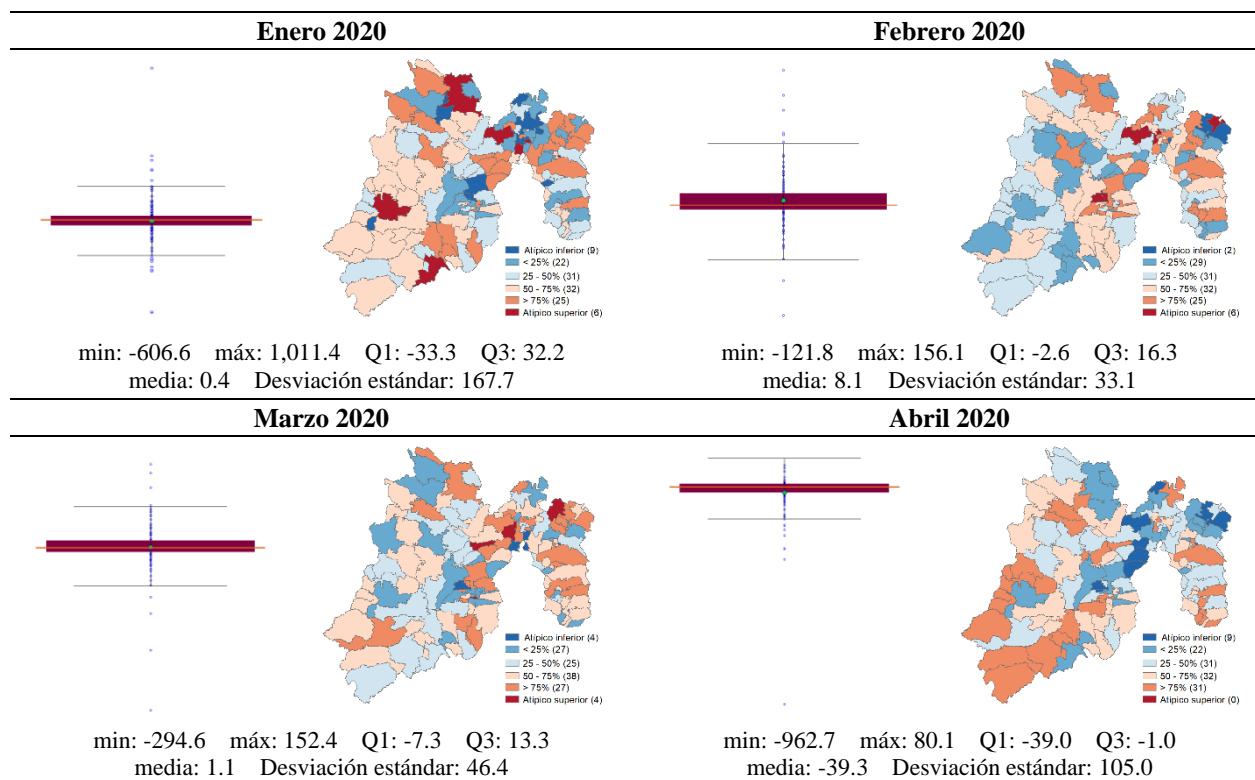 Enero 2020
Atípico inferior (9)
< 25% (22)
25 - 50% (31)
50 - 75% (32)
> 75% (25)
Atípico superior (6)
min: -606.6 máx: 1,011.4 Q1: -33.3 Q3: 32.2
media: 0.4 Desviación estándar: 167.7
Febrero 2020
Atípico inferior (2)
< 25% (29)
25 - 50% (31)
50 - 75% (32)
> 75% (25)
Atípico superior (6)
min: -121.8 máx: 156.1 Q1: -2.6 Q3: 16.3
media: 8.1 Desviación estándar: 33.1
Marzo 2020
Atípico inferior (4)
< 25% (27)
25 - 50% (25)
50 - 75% (38)
> 75% (27)
Atípico superior (4)
min: -294.6 máx: 152.4 Q1: -7.3 Q3: 13.3
media: 1.1 Desviación estándar: 46.4
Abril 2020
Atípico inferior (9)
< 25% (22)
25 - 50% (31)
50 - 75% (32)
> 75% (31)
Atípico superior (0)
min: -962.7 máx: 80.1 Q1: -39.0 Q3: -1.0
media: -39.3 Desviación estándar: 105.0